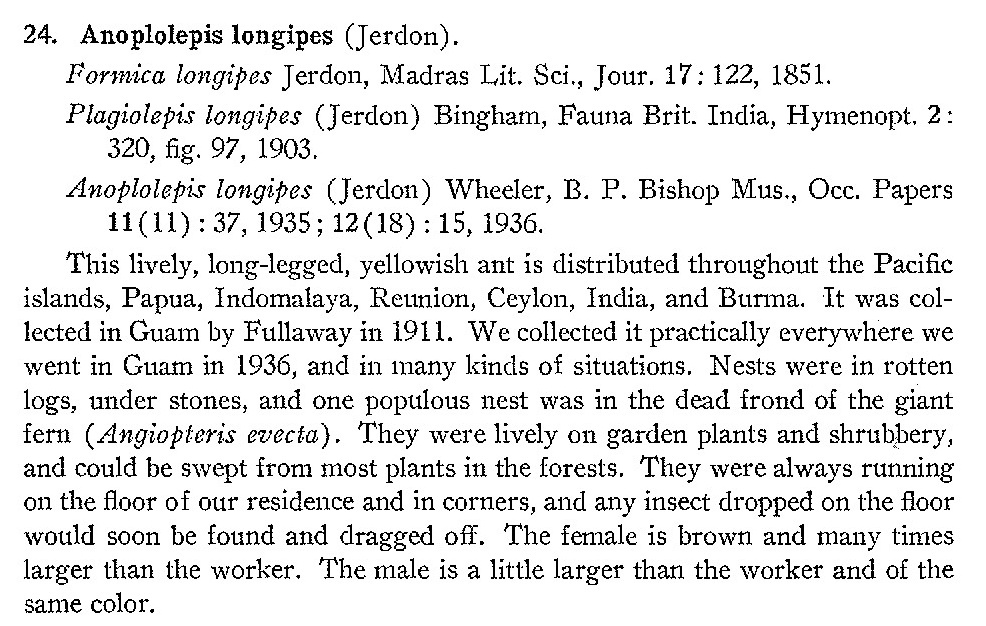 24. Anoplolepis longipes (Jerdon).
Formica longipes Jerdon, Madras Lit. Sci., Jour. 17: 122, 1851.
Plagiolepis longipes (Jerdon) Bingham, Fauna Brit. India, Hymenopt. 2:
320, fig. 97, 1903.
Anoplolepis longipes (Jerdon) Wheeler, B. P. Bishop Mus., Occ. Papers
11(11): 37, 1935; 12(18): 15, 1936.
This lively, long-legged, yellowish ant is distributed throughout the Pacific
islands, Papua, Indomalaya, Reunion, Ceylon, India, and Burma. It was col-
lected in Guam by Fullaway in 1911. We collected it practically everywhere we
went in Guam in 1936, and in many kinds of situations. Nests were in rotten
logs, under stones, and one populous nest was in the dead frond of the giant
fern (Angiopteris evecta). They were lively on garden plants and shrubbery,
and could be swept from most plants in the forests. They were always running
on the floor of our residence and in corners, and any insect dropped on the floor
would soon be found and dragged off. The female is brown and many times
larger than the worker. The male is a little larger than the worker and of the
same color.